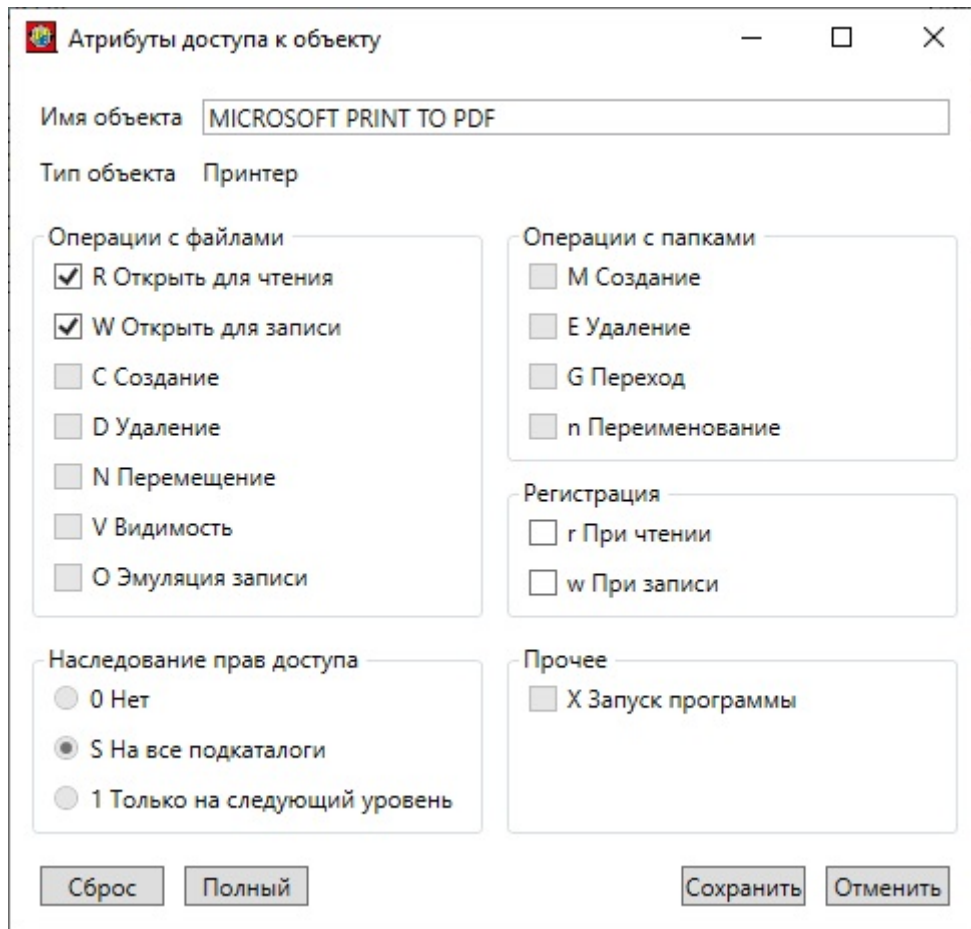 Атрибуты доступа к объекту
Имя объекта MICROSOFT PRINT TO PDF
Тип объекта Принтер
Операции с файлами
R Открыть для чтения
W Открыть для записи
C Создание
D Удаление
N Перемещение
V Видимость
O Эмуляция записи
Операции с папками
M Создание
E Удаление
G Переход
n Переименование
Регистрация
r При чтении
w При записи
Наследование прав доступа
0 Нет
S На все подкаталоги
1 Только на следующий уровень
Прочее
X Запуск программы
Сброс Полный Сохранить Отменить